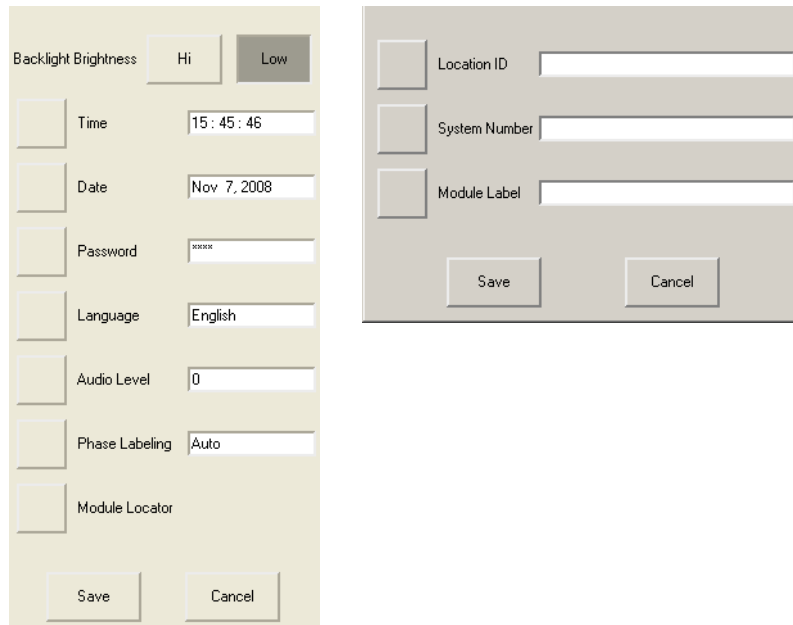 Backlight Brightness Hi Low
Time 15 : 45 : 46
Date Nov 7, 2008
Password ****
Language English
Audio Level 0
Phase Labeling Auto
Module Locator
Save Cancel
Location ID
System Number
Module Label
Save Cancel